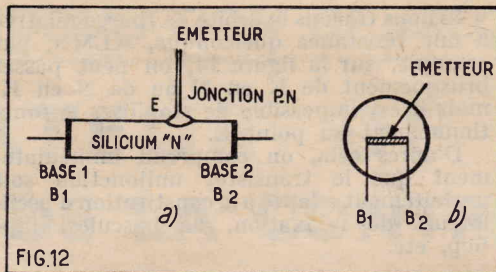 EMETTEUR
E
JONCTION P.N
SILICIUM "N"
BASE 1
B1
BASE 2
B2
a)
EMETTEUR
B1 B2
b)
FIG.12